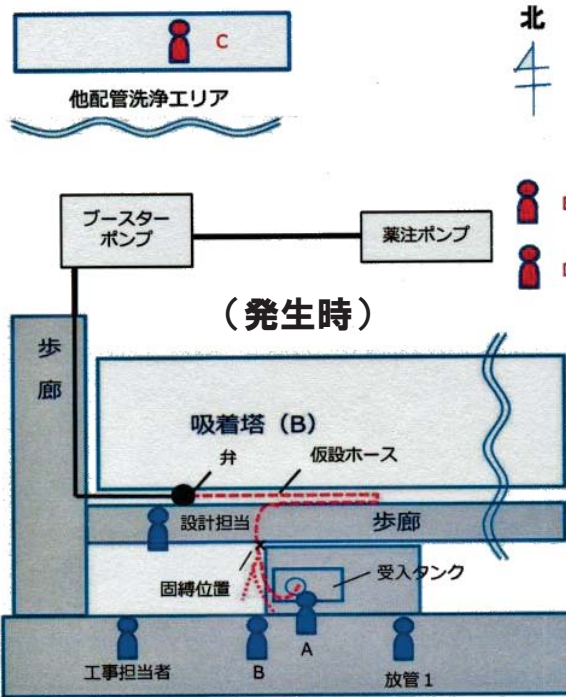 北
C
他配管洗浄エリア
ブースター
ポンプ
薬注ポンプ
（発生時）
歩
廊
吸着塔（B）
弁
仮設ホース
設計担当
歩廊
固縛位置
受入タンク
工事担当者
B
A
放管１